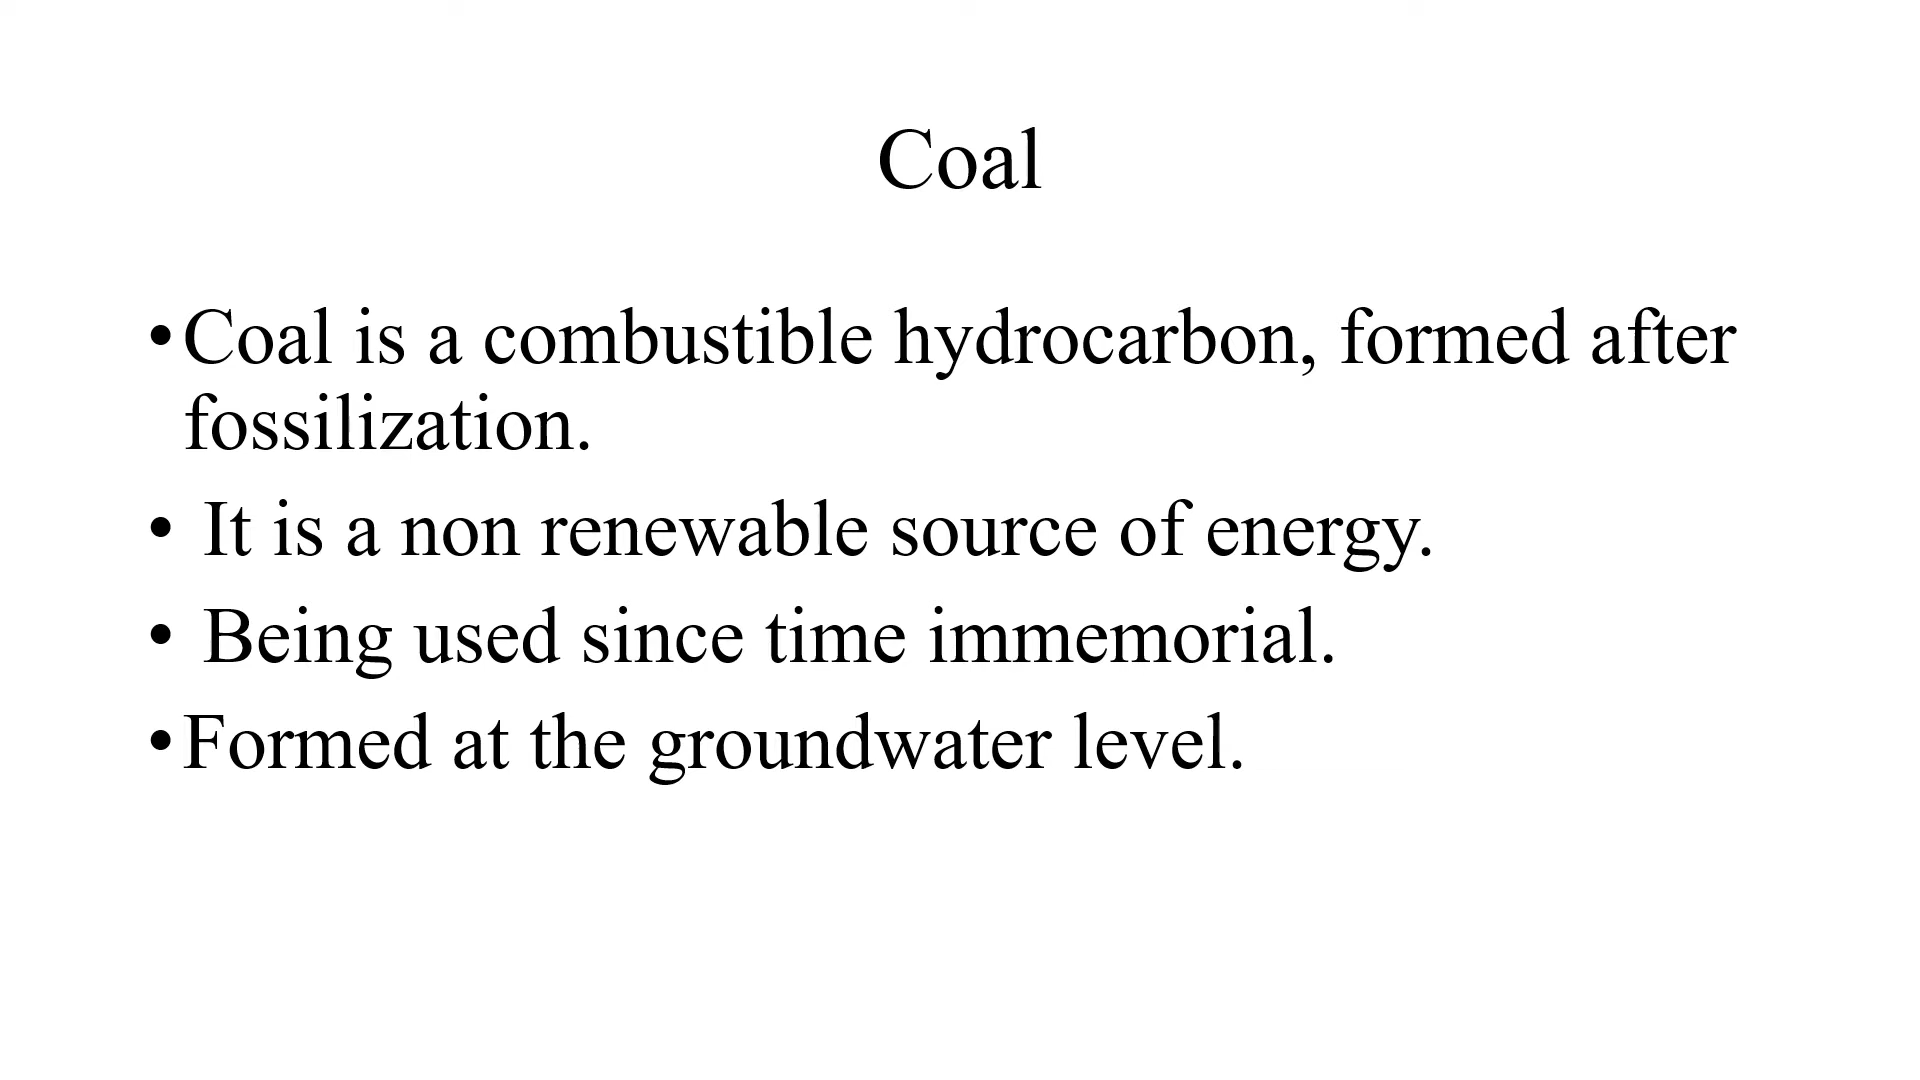 Coal
•Coal is a combustible hydrocarbon, formed after
fossilization.
• It is a non renewable source of energy.
• Being used since time immemorial.
•Formed at the groundwater level.